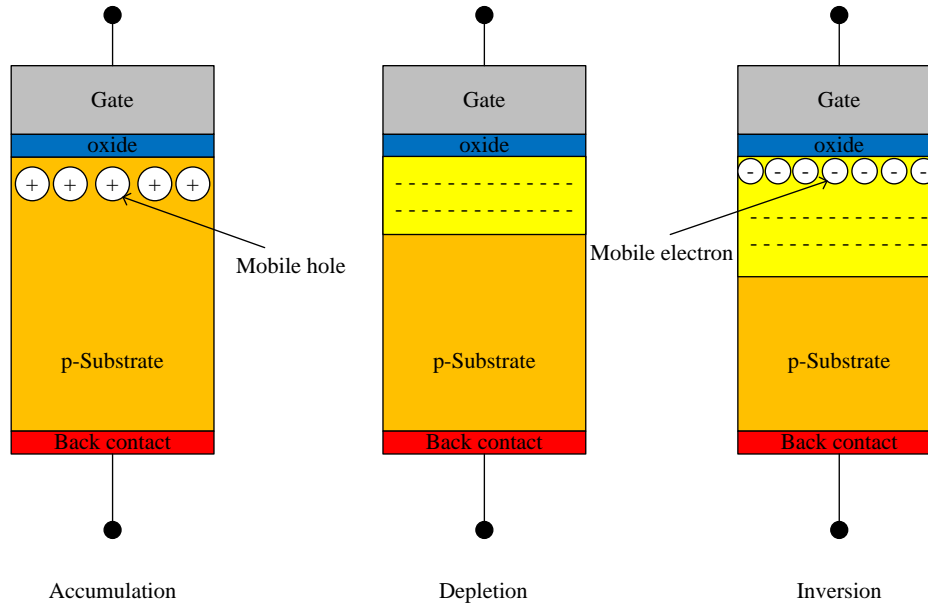 Gate
oxide
+ + + + +
Mobile hole
p-Substrate
Back contact
Accumulation
Gate
oxide
- - - - - - - - - - - - - -
- - - - - - - - - - - - - -
p-Substrate
Back contact
Depletion
Gate
oxide
- - - - - - -
Mobile electron
- - - - - - - - - - - - - -
- - - - - - - - - - - - - -
p-Substrate
Back contact
Inversion